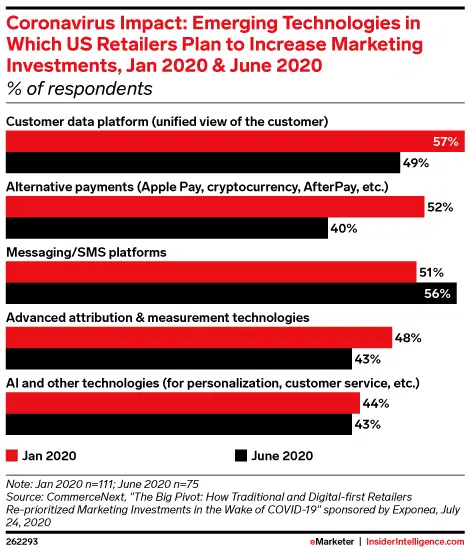 Coronavirus Impact: Emerging Technologies in
Which US Retailers Plan to Increase Marketing
Investments, Jan 2020 & June 2020
% of respondents
Customer data platform (unified view of the customer)
57%
49%
Alternative payments (Apple Pay, cryptocurrency, AfterPay, etc.)
52%
40%
Messaging/SMS platforms
51%
56%
Advanced attribution & measurement technologies
48%
43%
AI and other technologies (for personalization, customer service, etc.)
44%
43%
Jan 2020 June 2020
Note: Jan 2020 n=111; June 2020 n=75
Source: CommerceNext, "The Big Pivot: How Traditional and Digital-first Retailers
Re-prioritized Marketing Investments in the Wake of COVID-19" sponsored by Exponea, July
24, 2020
262293 eMarketer | InsiderIntelligence.com